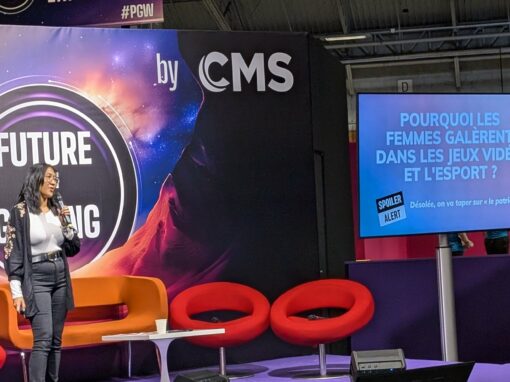 #PGW
by CMS
FUTURE
POURQUOI LES
FEMMES GALÈRENT
DANS LES JEUX VIDÉ
ET L'ESPORT ?
SPOILER
ALERT
Désolée, on va taper sur « le patri
D